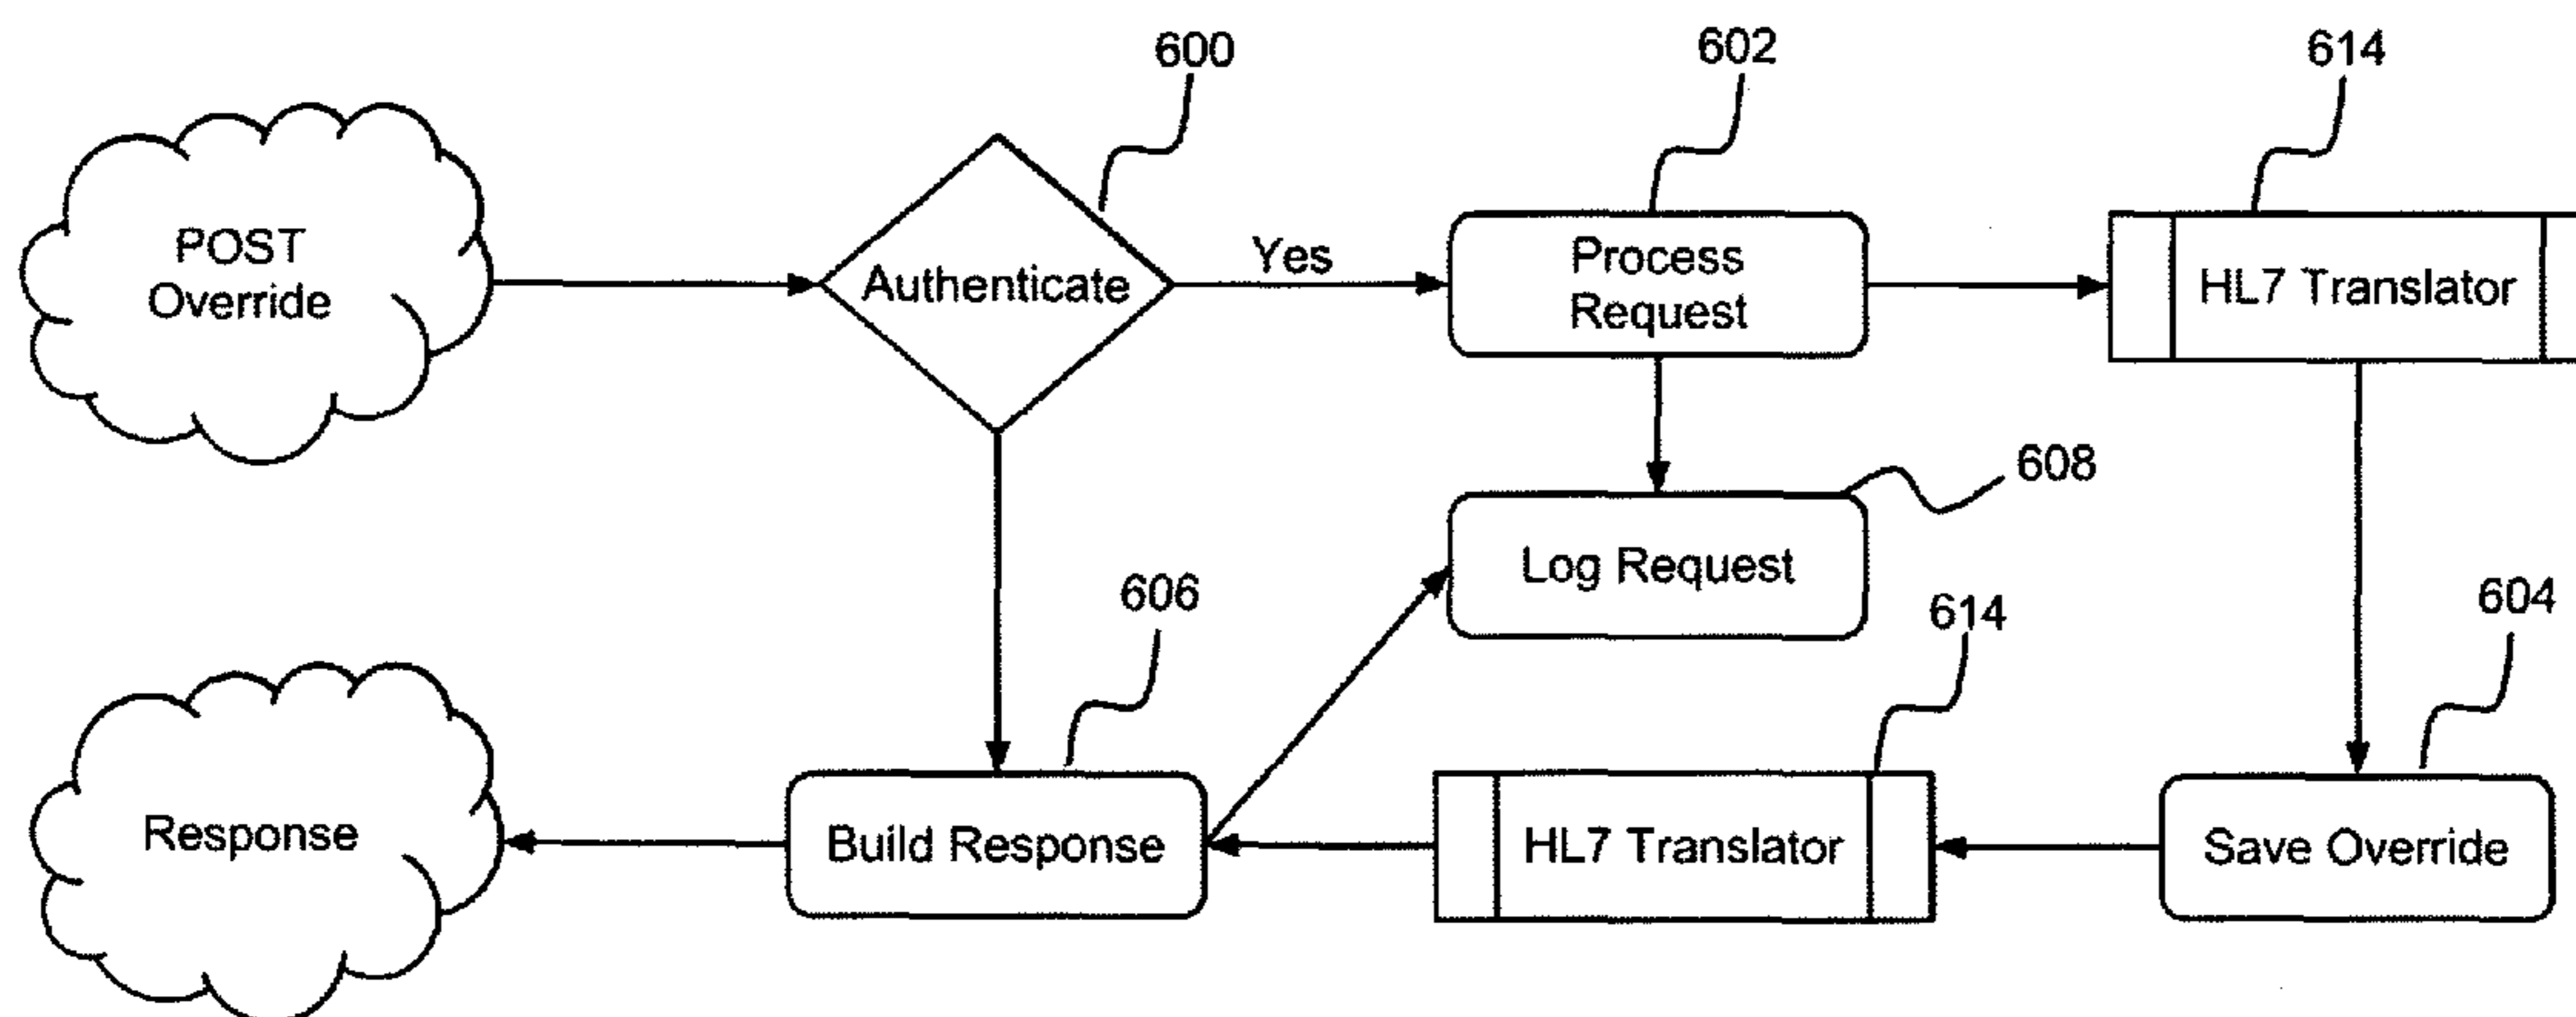 600
602
614
POST
Override
Authenticate
Yes
Process
Request
HL7 Translator
608
Log Request
606
614
604
Response
Build Response
HL7 Translator
Save Override